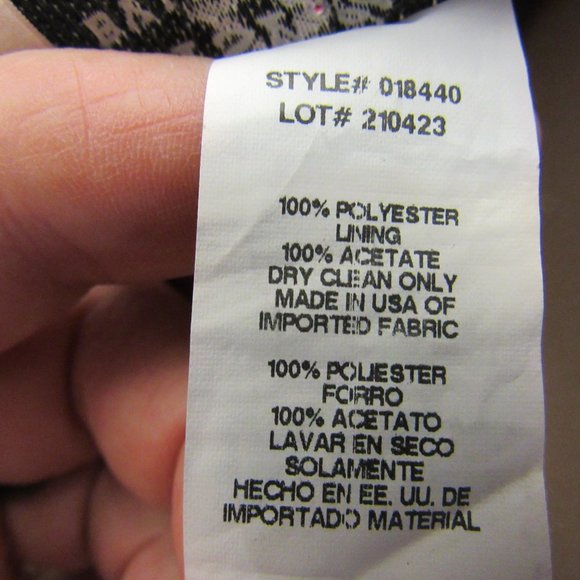 STYLE# 018440
LOT# 210423
100% POLYESTER
LINING
100% ACETATE
DRY CLEAN ONLY
MADE IN USA OF
IMPORTED FABRIC
100% POLIESTER
FORRO
100% ACETATO
LAVAR EN SECO
SOLAMENTE
HECHO EN EE. UU. DE
IMPORTADO MATERIAL